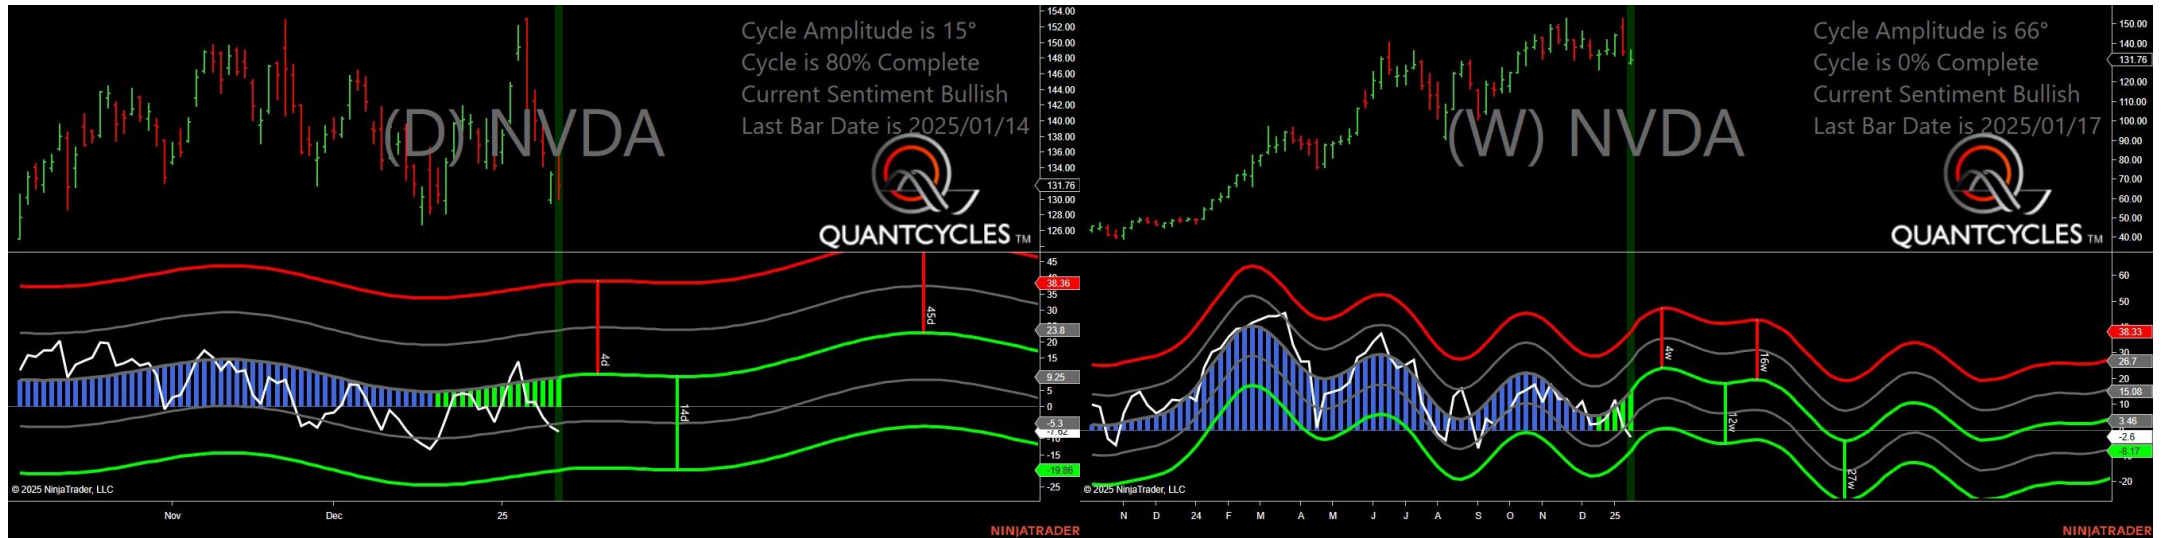 Cycle Amplitude is 15°
Cycle is 80% Complete
Current Sentiment Bullish
Last Bar Date is 2025/01/14
(D) NVDA
QUANTCYCLES TM
154.00
152.00
150.00
148.00
146.00
144.00
142.00
140.00
138.00
136.00
134.00
131.76
130.00
128.00
126.00
45
38.36
35
30
23.8
20
15
9.25
5
0
-5.3
-7.62
-10
-15
-19.86
-25
4d
14d
45d
© 2025 NinjaTrader, LLC
Nov
Dec
25
NINJATRADER
Cycle Amplitude is 66°
Cycle is 0% Complete
Current Sentiment Bullish
Last Bar Date is 2025/01/17
(W) NVDA
QUANTCYCLES TM
150.00
140.00
131.76
120.00
110.00
100.00
90.00
80.00
70.00
60.00
50.00
40.00
60
50
38.33
30
26.7
20
15.08
10
3.46
-2.6
-8.17
-20
4w
16w
12w
27w
© 2025 NinjaTrader, LLC
N D 24 F M A M J J A S O N D 25
NINJATRADER